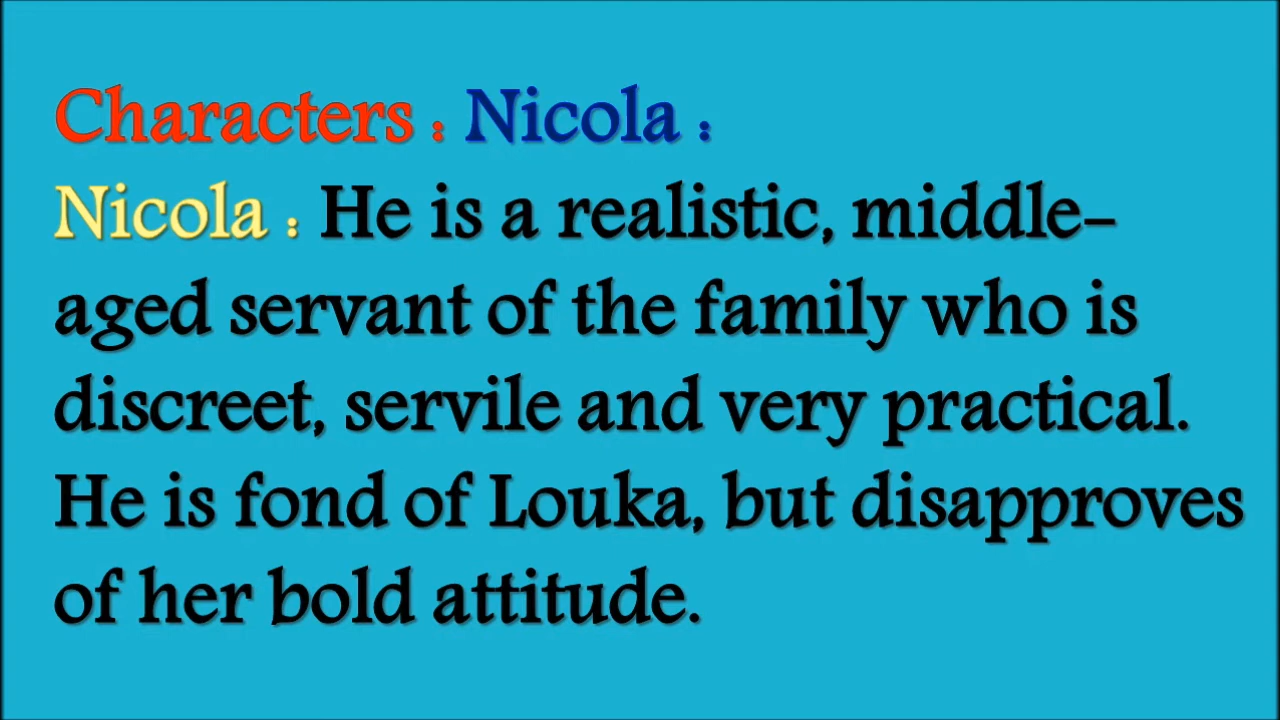 Characters : Nicola :
Nicola : He is a realistic, middle-
aged servant of the family who is
discreet, servile and very practical.
He is fond of Louka, but disapproves
of her bold attitude.